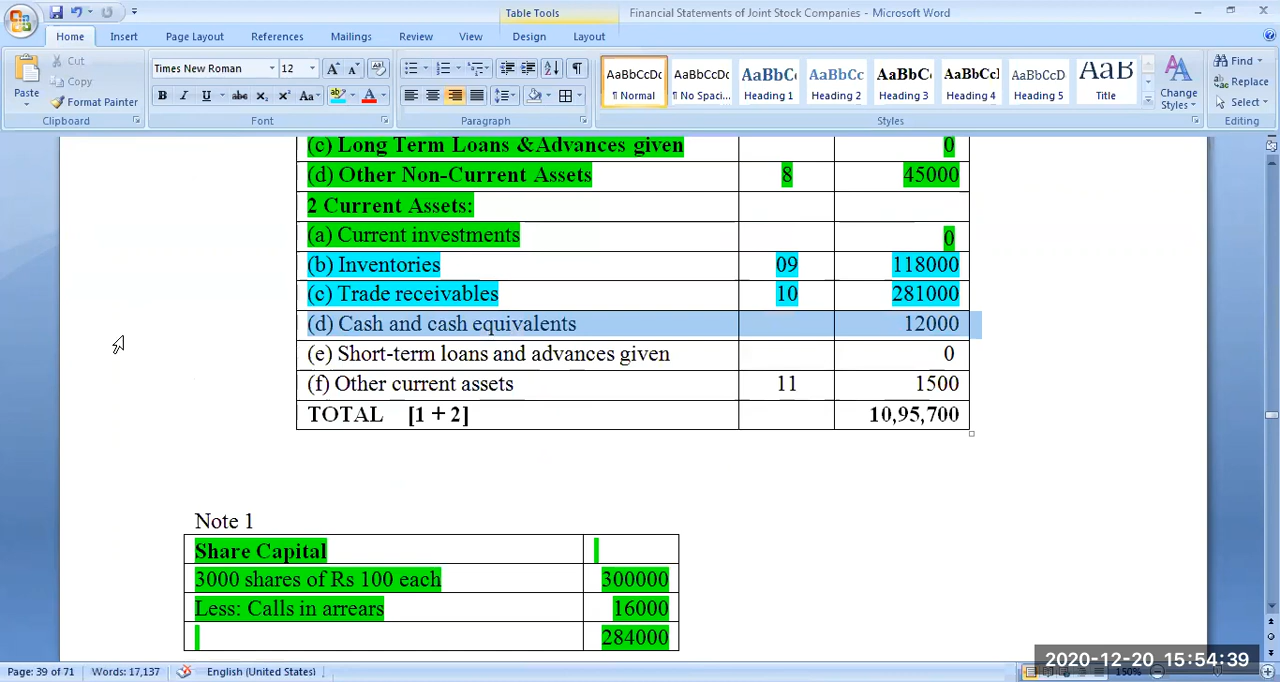 Table Tools
Financial Statements of Joint Stock Companies - Microsoft Word
Home Insert Page Layout References Mailings Review View Design Layout
Paste
Cut
Copy
Format Painter
Clipboard
Times New Roman 12
Font
Paragraph
AaBbCcDc AaBbCcDc AaBbC AaBbCc AaBbC AaBbCcI AaBbCcD AaB
¶ Normal ¶ No Spaci... Heading 1 Heading 2 Heading 3 Heading 4 Heading 5 Title
Styles
Change Styles
Find
Replace
Select
Editing
(c) Long Term Loans &Advances given 0
(d) Other Non-Current Assets 8 45000
2 Current Assets:
(a) Current investments 0
(b) Inventories 09 118000
(c) Trade receivables 10 281000
(d) Cash and cash equivalents 12000
(e) Short-term loans and advances given 0
(f) Other current assets 11 1500
TOTAL [1 + 2] 10,95,700
Note 1
Share Capital
3000 shares of Rs 100 each 300000
Less: Calls in arrears 16000
284000
2020-12-20 15:54:39
Page: 39 of 71 Words: 17,137 English (United States) 150%